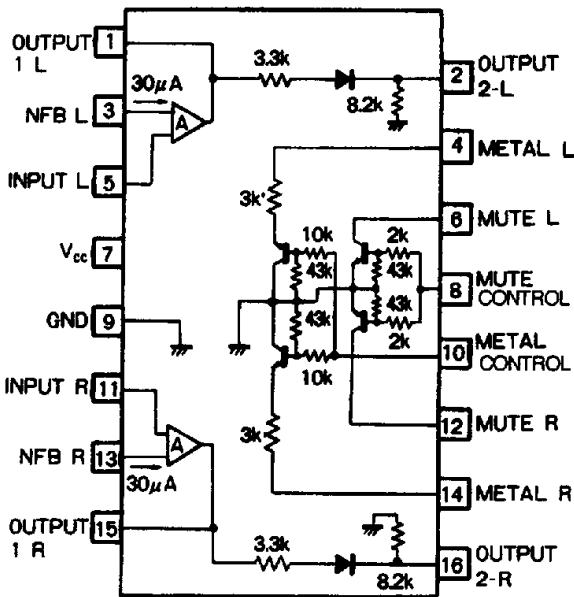 OUTPUT 1 L
1
30μA
NFB L
3
A
INPUT L
5
Vcc
7
GND
9
INPUT R
11
A
NFB R
13
30μA
OUTPUT 1 R
15
3.3k
8.2k
2
OUTPUT 2-L
4
METAL L
3k
10k
43k
43k
10k
6
MUTE L
2k
43k
43k
2k
8
MUTE CONTROL
10
METAL CONTROL
12
MUTE R
3k
14
METAL R
3.3k
8.2k
16
OUTPUT 2-R